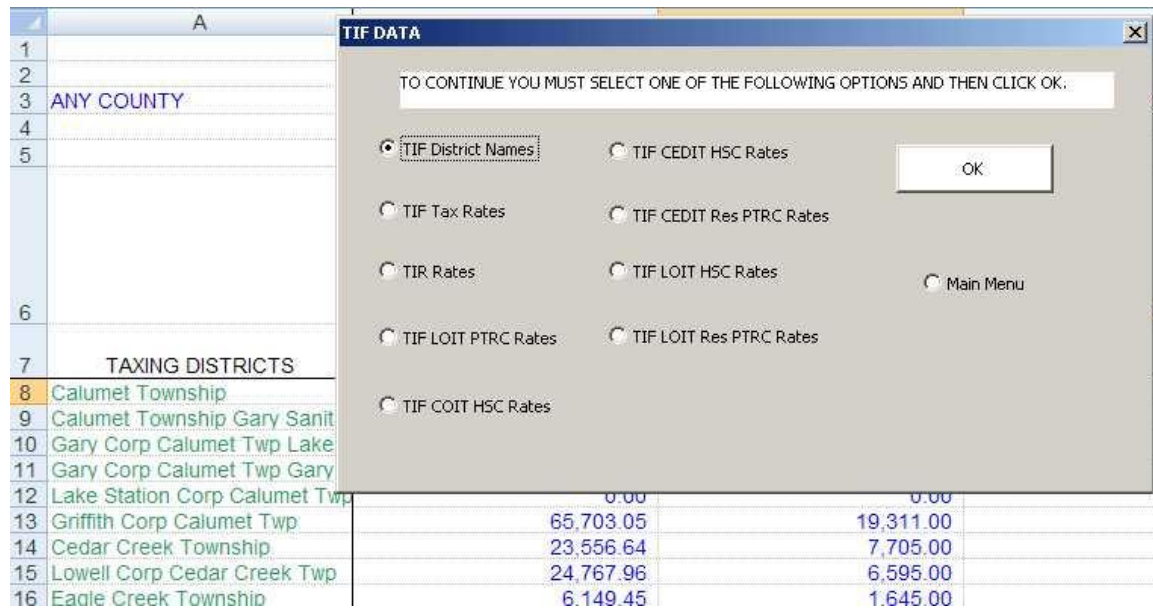 A
TIF DATA
1
2
TO CONTINUE YOU MUST SELECT ONE OF THE FOLLOWING OPTIONS AND THEN CLICK OK.
3 ANY COUNTY
4
5
TIF District Names
TIF CEDIT HSC Rates
OK
TIF Tax Rates
TIF CEDIT Res PTRC Rates
TIR Rates
TIF LOIT HSC Rates
Main Menu
6
TIF LOIT PTRC Rates
TIF LOIT Res PTRC Rates
TIF COIT HSC Rates
7 TAXING DISTRICTS
8 Calumet Township
9 Calumet Township Gary Sanit
10 Gary Corp Calumet Twp Lake
11 Gary Corp Calumet Twp Gary
12 Lake Station Corp Calumet Twp 0.00 0.00
13 Griffith Corp Calumet Twp 65,703.05 19,311.00
14 Cedar Creek Township 23,556.64 7,705.00
15 Lowell Corp Cedar Creek Twp 24,767.96 6,595.00
16 Eagle Creek Township 6,149.45 1,645.00